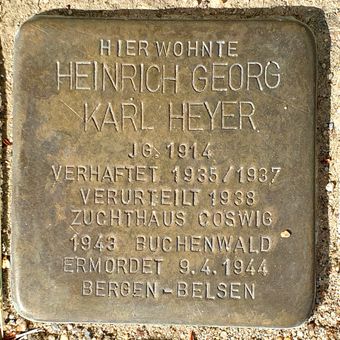 HIER WOHNTE
HEINRICH GEORG
KARL HEYER
JG. 1914
VERHAFTET 1935/1937
VERURTEILT 1938
ZUCHTHAUS COSWIG
1943 BUCHENWALD
ERMORDET 9.4.1944
BERGEN-BELSEN